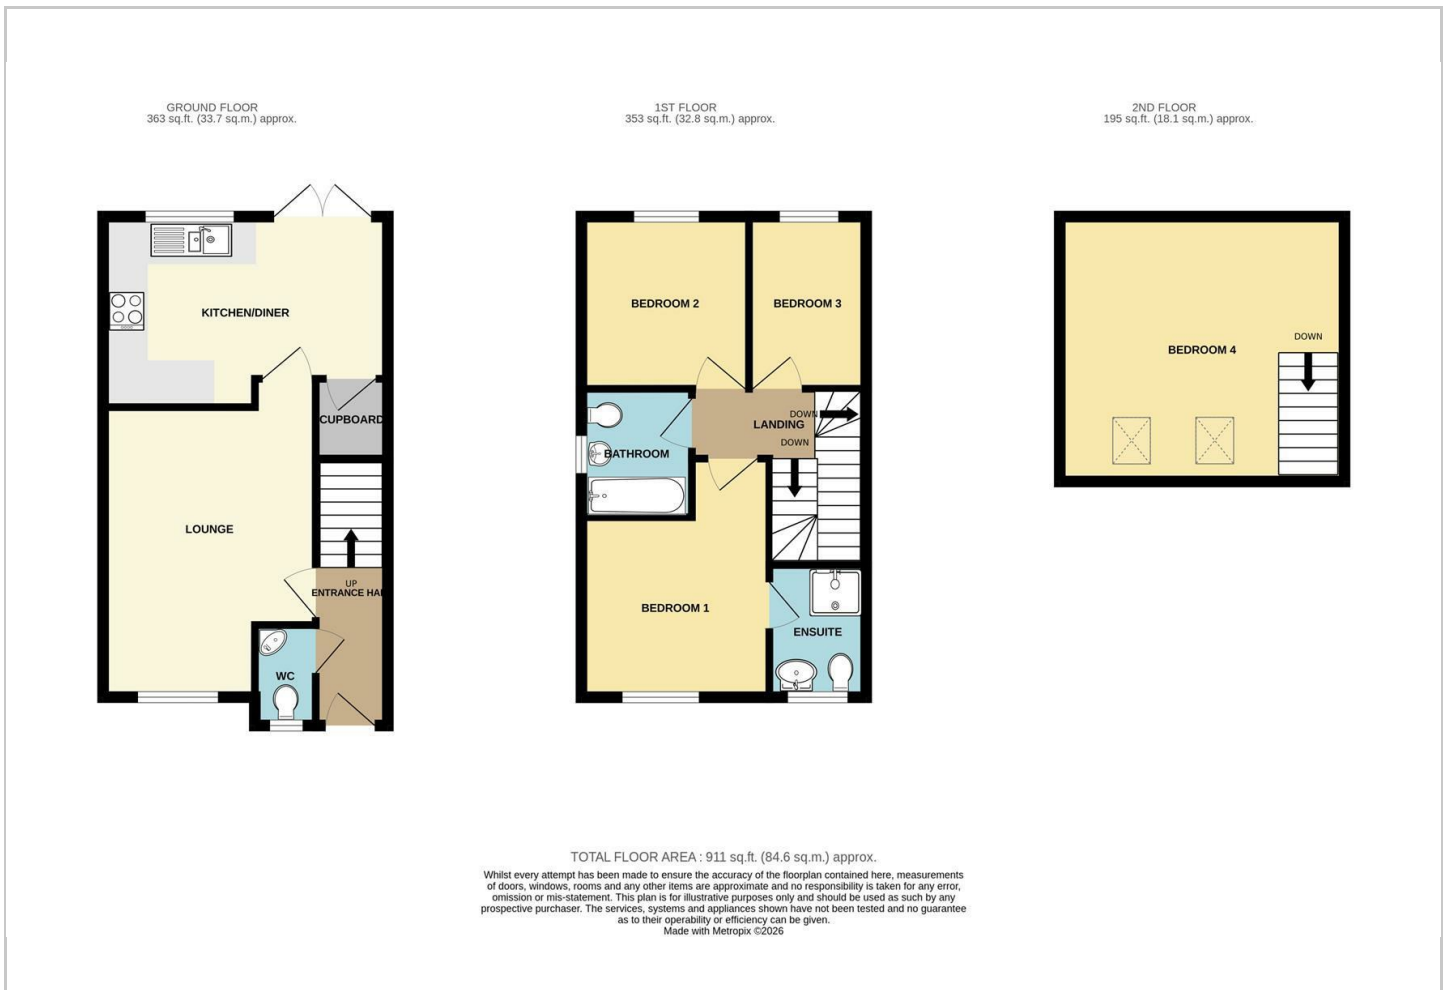 GROUND FLOOR
363 sq.ft. (33.7 sq.m.) approx.
KITCHEN/DINER
CUPBOARD
LOUNGE
UP
ENTRANCE HAL
WC
1ST FLOOR
353 sq.ft. (32.8 sq.m.) approx.
BEDROOM 2
BEDROOM 3
DOWN
LANDING
DOWN
BATHROOM
BEDROOM 1
ENSUITE
2ND FLOOR
195 sq.ft. (18.1 sq.m.) approx.
DOWN
BEDROOM 4
TOTAL FLOOR AREA : 911 sq.ft. (84.6 sq.m.) approx.
Whilst every attempt has been made to ensure the accuracy of the floorplan contained here, measurements
of doors, windows, rooms and any other items are approximate and no responsibility is taken for any error,
omission or mis-statement. This plan is for illustrative purposes only and should be used as such by any
prospective purchaser. The services, systems and appliances shown have not been tested and no guarantee
as to their operability or efficiency can be given.
Made with Metropix ©2026